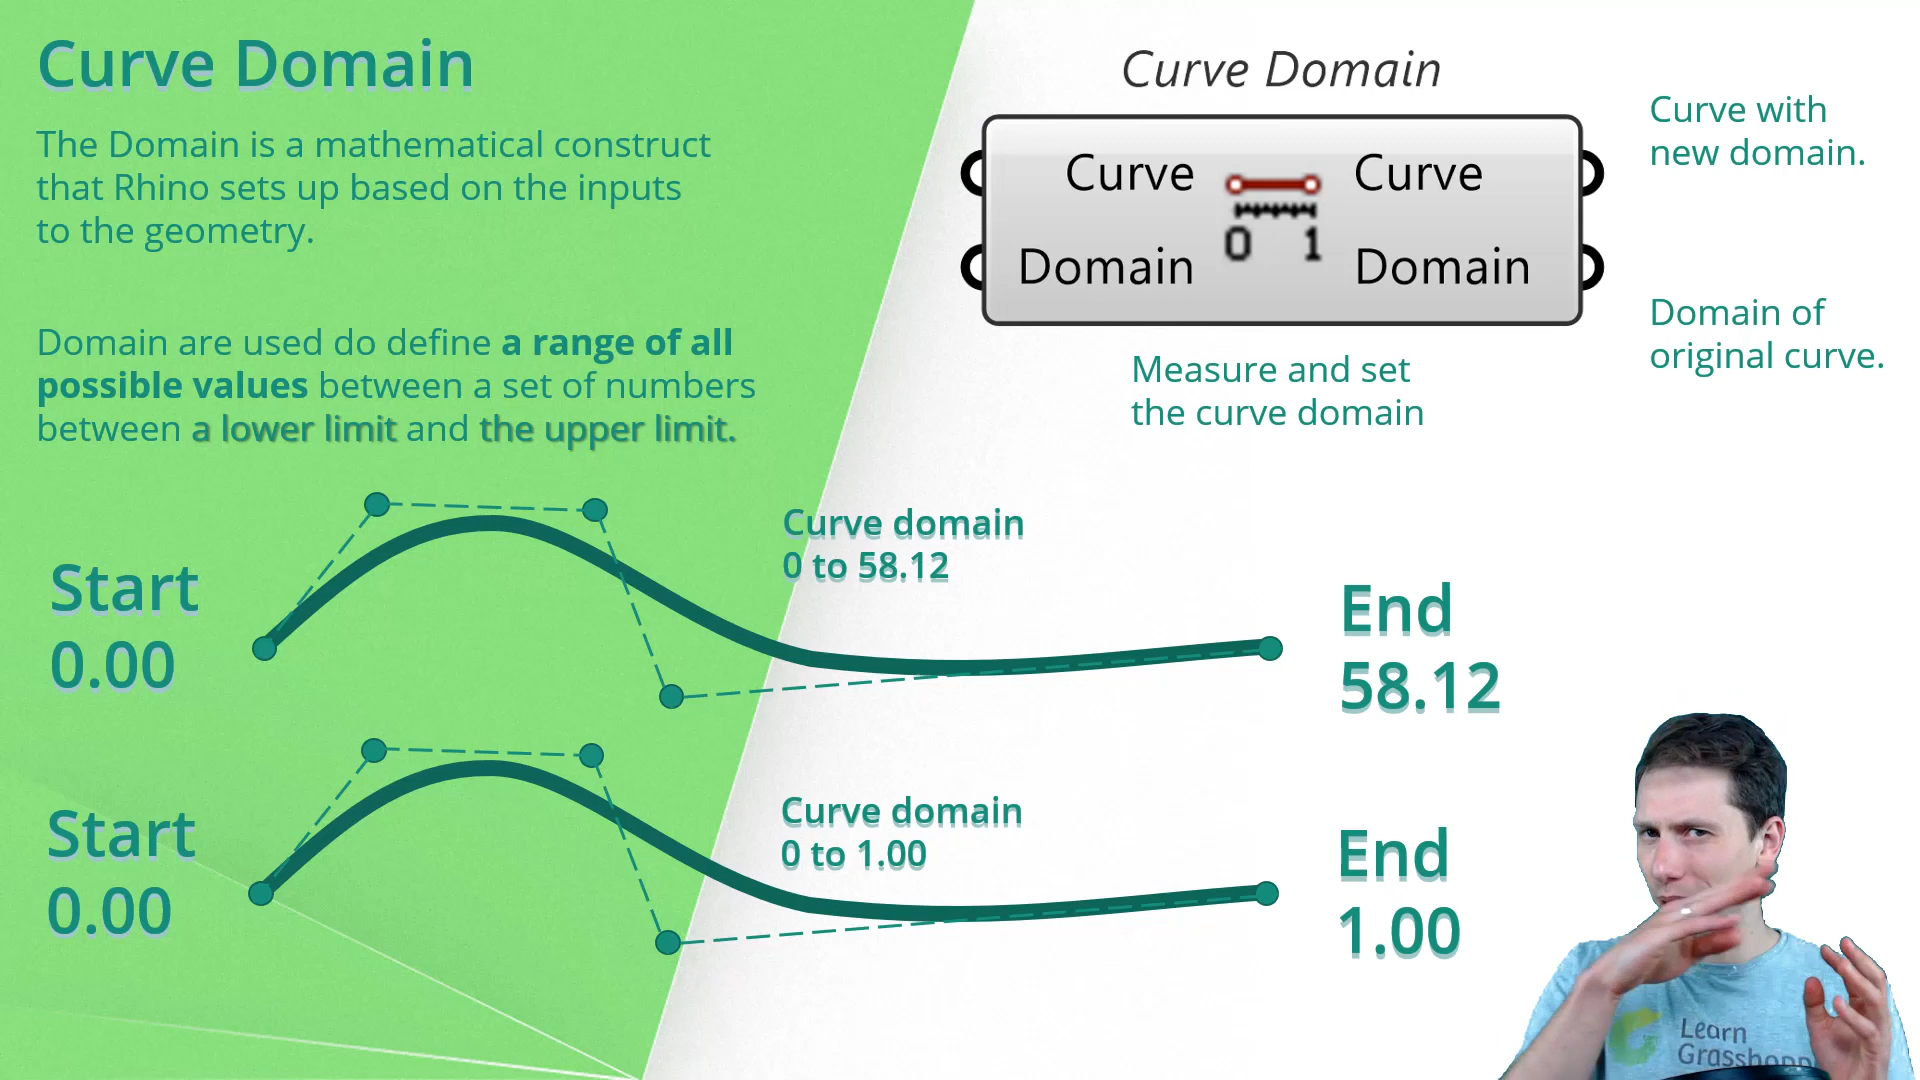 Curve Domain
The Domain is a mathematical construct
that Rhino sets up based on the inputs
to the geometry.
Domain are used do define a range of all
possible values between a set of numbers
between a lower limit and the upper limit.
Curve Domain
Curve Curve
0 1
Domain Domain
Curve with
new domain.
Domain of
original curve.
Measure and set
the curve domain
Curve domain
0 to 58.12
Start
0.00
End
58.12
Curve domain
0 to 1.00
Start
0.00
End
1.00
Learn